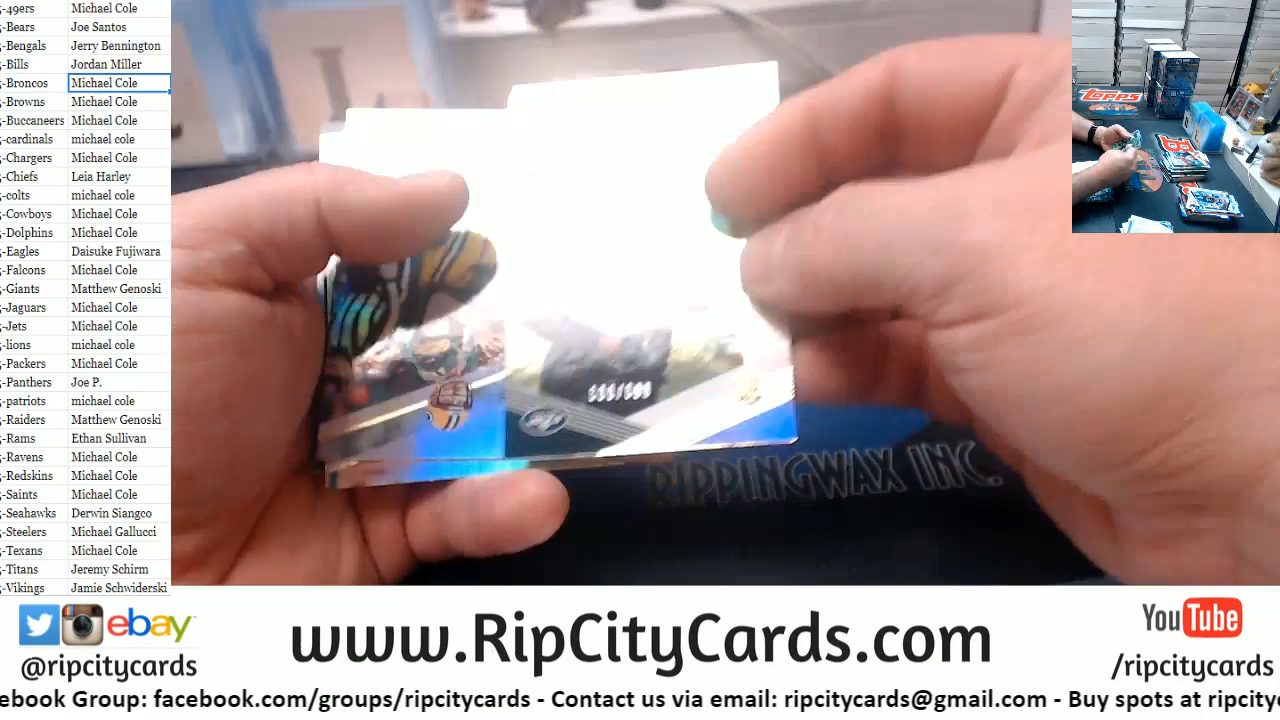 ;-49ers Michael Cole
;-Bears Joe Santos
;-Bengals Jerry Bennington
;-Bills Jordan Miller
;-Broncos Michael Cole
;-Browns Michael Cole
;-Buccaneers Michael Cole
;-cardinals michael cole
;-Chargers Michael Cole
;-Chiefs Leia Harley
;-colts michael cole
;-Cowboys Michael Cole
;-Dolphins Michael Cole
;-Eagles Daisuke Fujiwara
;-Falcons Michael Cole
;-Giants Matthew Genoski
;-Jaguars Michael Cole
;-Jets Michael Cole
;-lions michael cole
;-Packers Michael Cole
;-Panthers Joe P.
;-patriots michael cole
;-Raiders Matthew Genoski
;-Rams Ethan Sullivan
;-Ravens Michael Cole
;-Redskins Michael Cole
;-Saints Michael Cole
;-Seahawks Derwin Siangco
;-Steelers Michael Gallucci
;-Texans Michael Cole
;-Titans Jeremy Schirm
;-Vikings Jamie Schwiderski
Topps
RIPPINGWAX INC.
ebay
@ripcitycards
www.RipCityCards.com
YouTube
/ripcitycards
ebook Group: facebook.com/groups/ripcitycards - Contact us via email: ripcitycards@gmail.com - Buy spots at ripcity